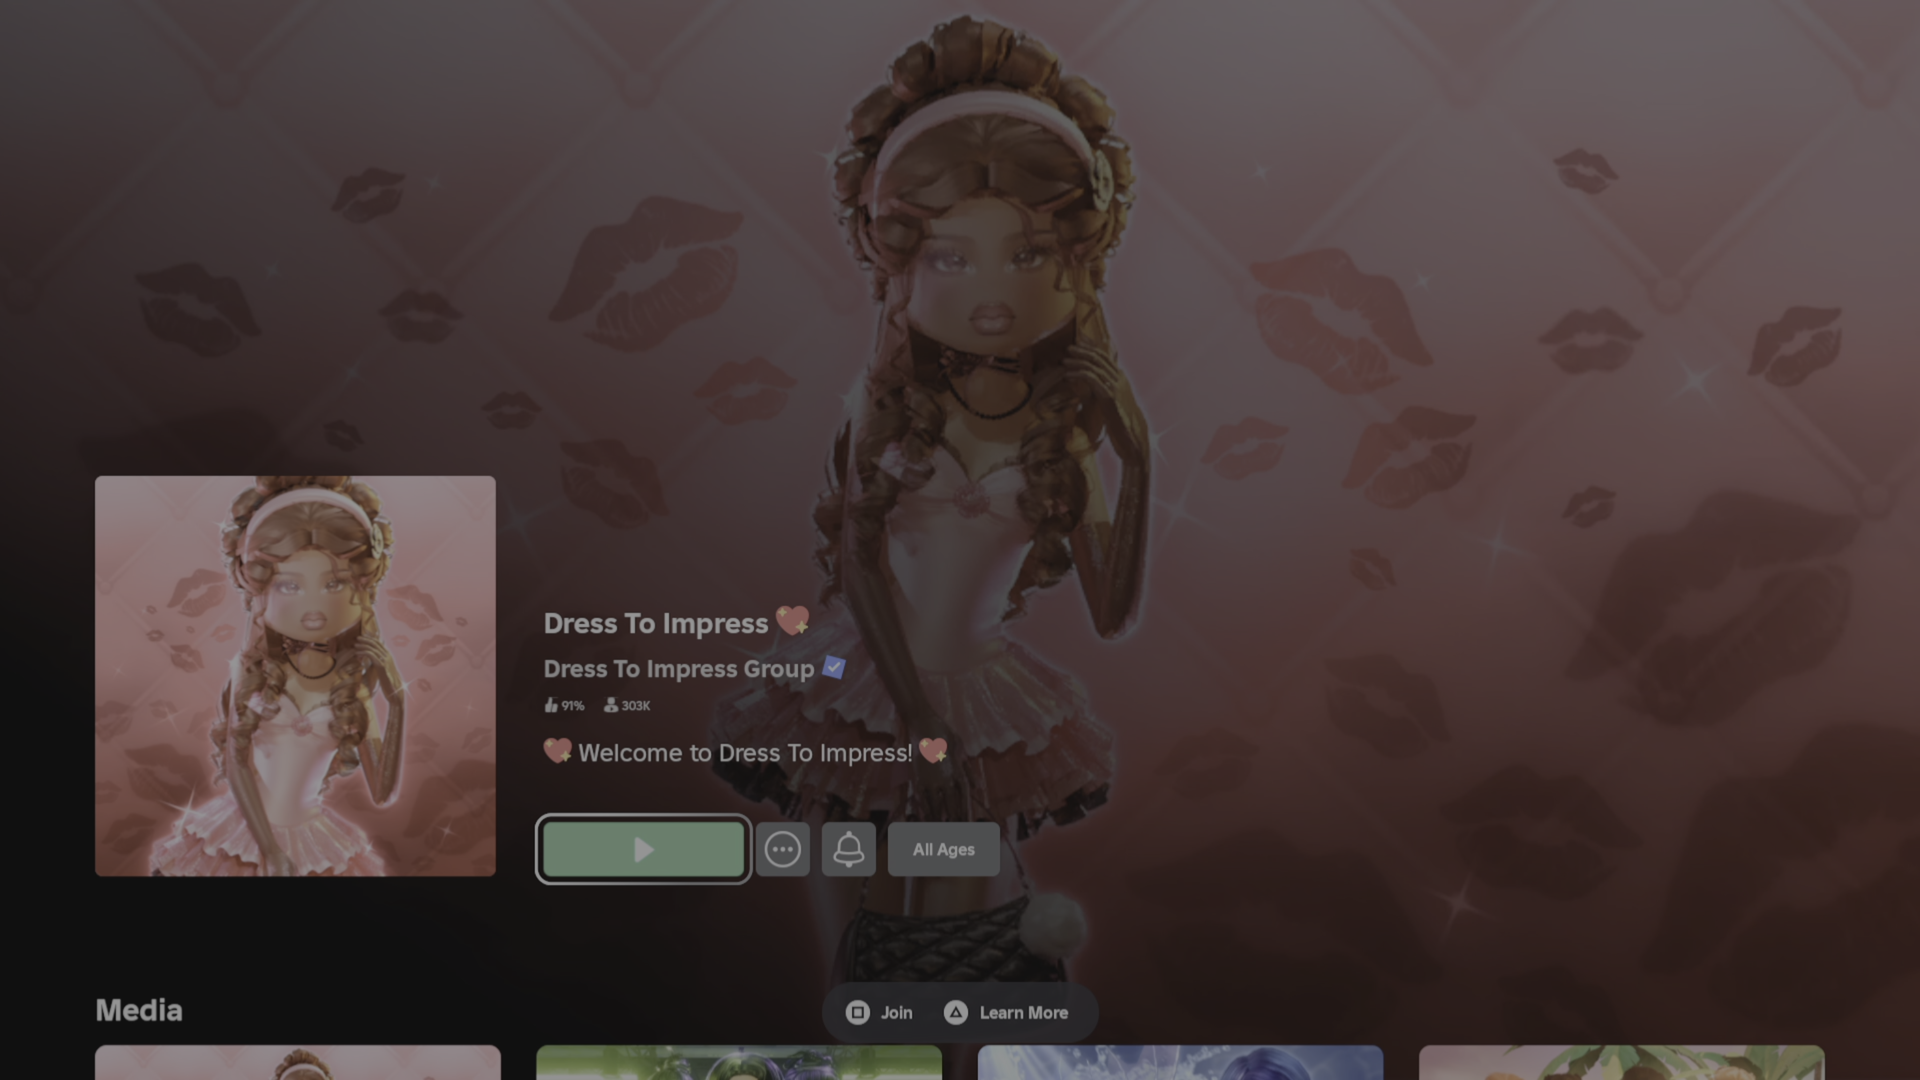 Dress To Impress 💖
Dress To Impress Group
91% 303K
💖 Welcome to Dress To Impress! 💖
All Ages
Media
Join Learn More